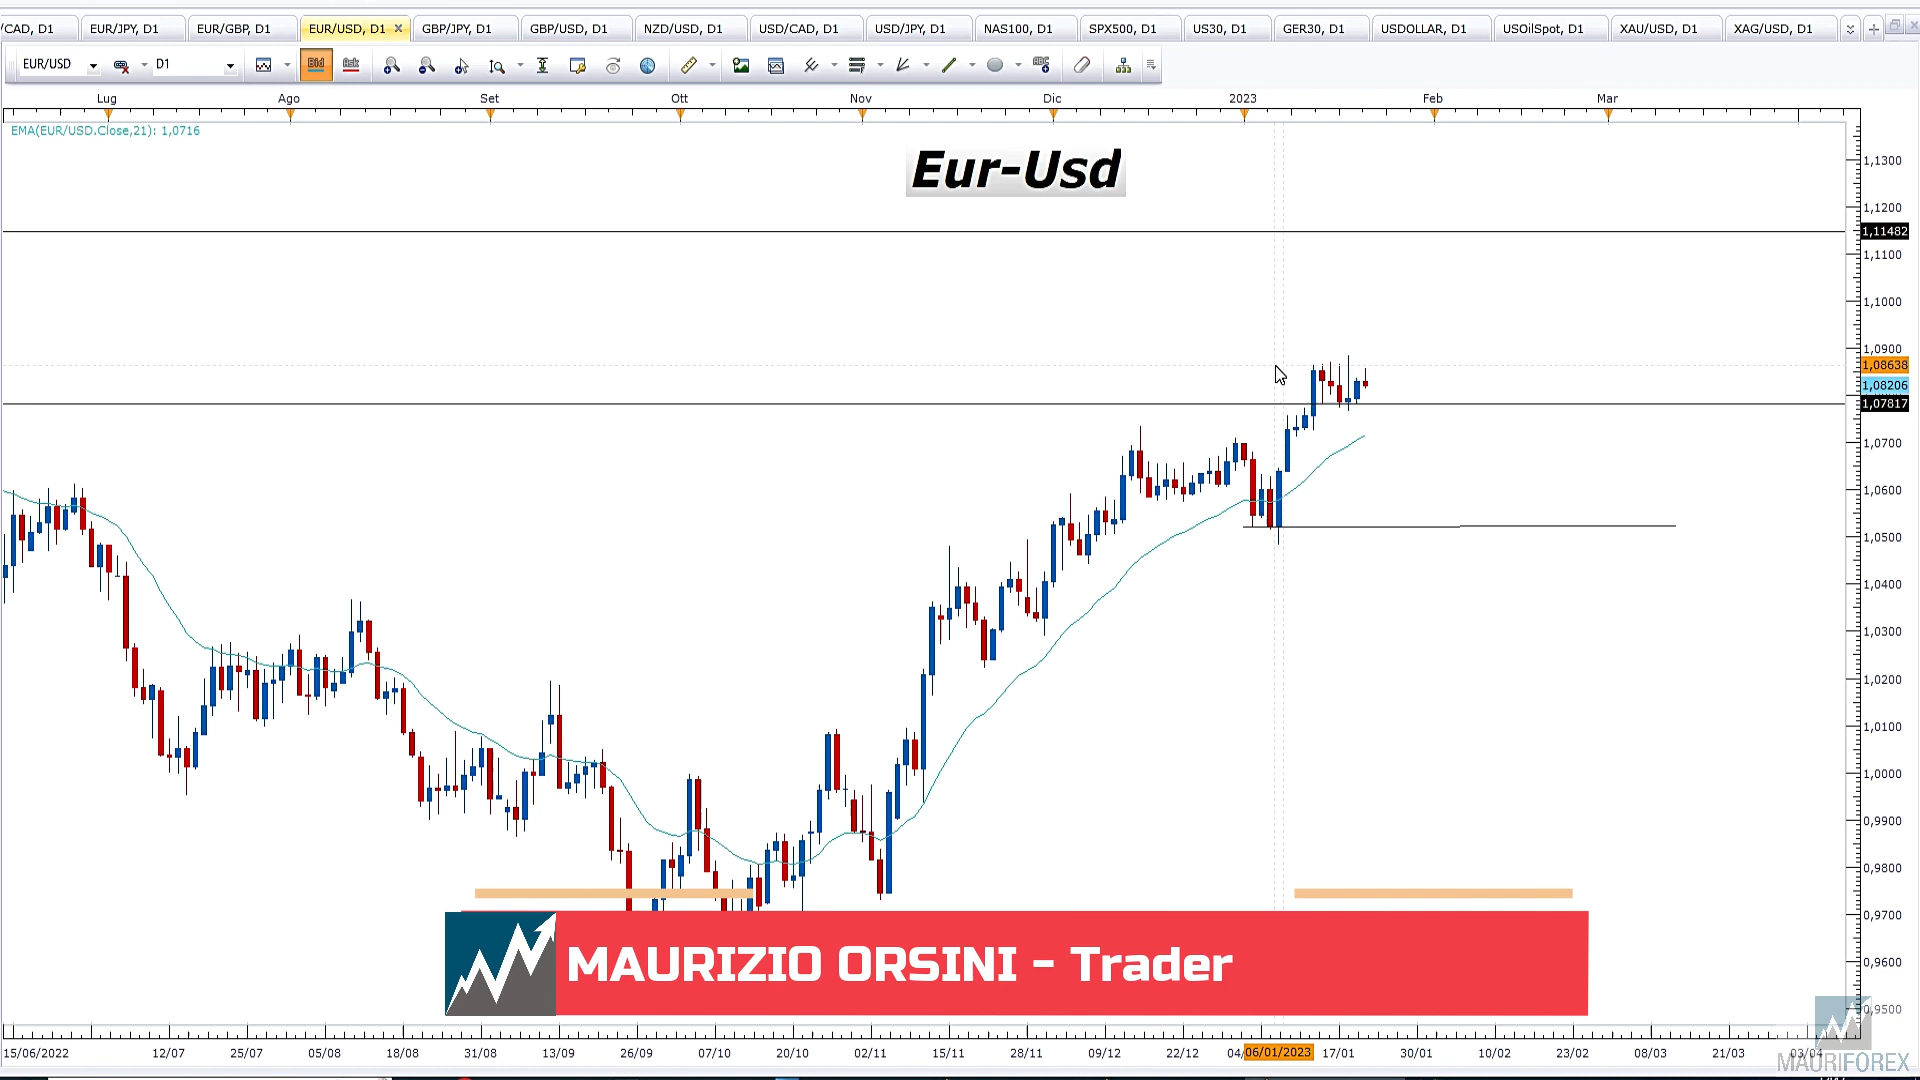 /CAD, D1 EUR/JPY, D1 EUR/GBP, D1 EUR/USD, D1 GBP/JPY, D1 GBP/USD, D1 NZD/USD, D1 USD/CAD, D1 USD/JPY, D1 NAS100, D1 SPX500, D1 US30, D1 GER30, D1 USDOLLAR, D1 USOilSpot, D1 XAU/USD, D1 XAG/USD, D1
EUR/USD D1 Bid Ask ABC
Lug Ago Set Ott Nov Dic 2023 Feb Mar
EMA(EUR/USD.Close,21): 1,0716
Eur-Usd
1,1300
1,1200
1,11482
1,1100
1,1000
1,0900
1,08638
1,08206
1,07817
1,0700
1,0600
1,0500
1,0400
1,0300
1,0200
1,0100
1,0000
0,9900
0,9800
0,9700
0,9600
0,9500
MAURIZIO ORSINI - Trader
15/06/2022 12/07 25/07 05/08 18/08 31/08 13/09 26/09 07/10 20/10 02/11 15/11 28/11 09/12 22/12 04/ 06/01/2023 17/01 30/01 10/02 23/02 08/03 21/03 03/04
MAURIFOREX